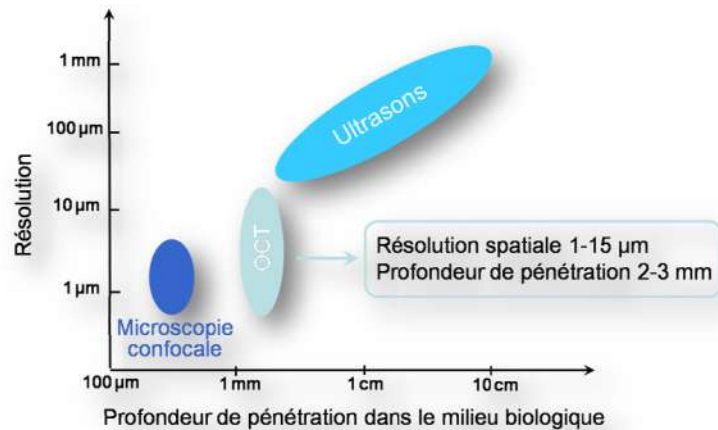 1 mm
100 µm
10 µm
1 µm
Résolution
Ultrasons
OCT
Résolution spatiale 1-15 µm
Profondeur de pénétration 2-3 mm
Microscopie
confocale
100 µm
1 mm
1 cm
10 cm
Profondeur de pénétration dans le milieu biologique